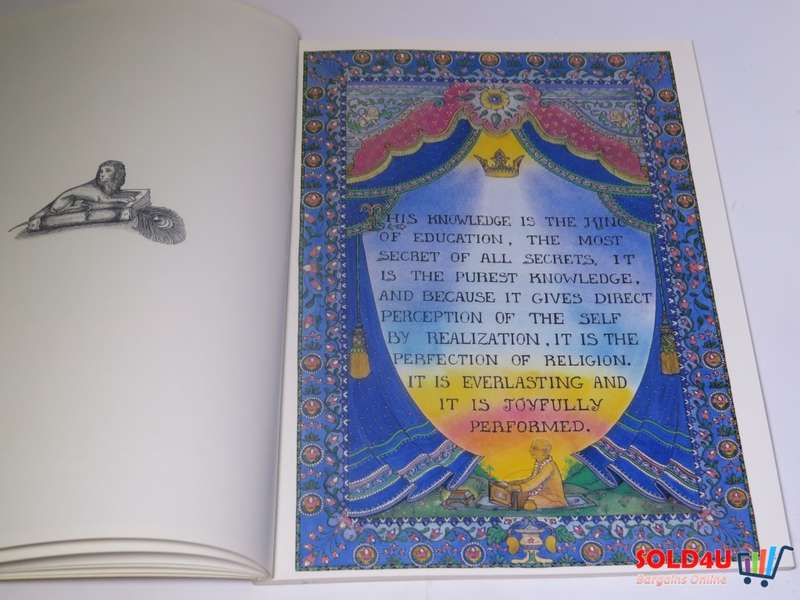 THIS KNOWLEDGE IS THE KING
OF EDUCATION, THE MOST
SECRET OF ALL SECRETS. IT
IS THE PUREST KNOWLEDGE,
AND BECAUSE IT GIVES DIRECT
PERCEPTION OF THE SELF
BY REALIZATION, IT IS THE
PERFECTION OF RELIGION.
IT IS EVERLASTING AND
IT IS JOYFULLY
PERFORMED.
SOLD4U
Bargains Online